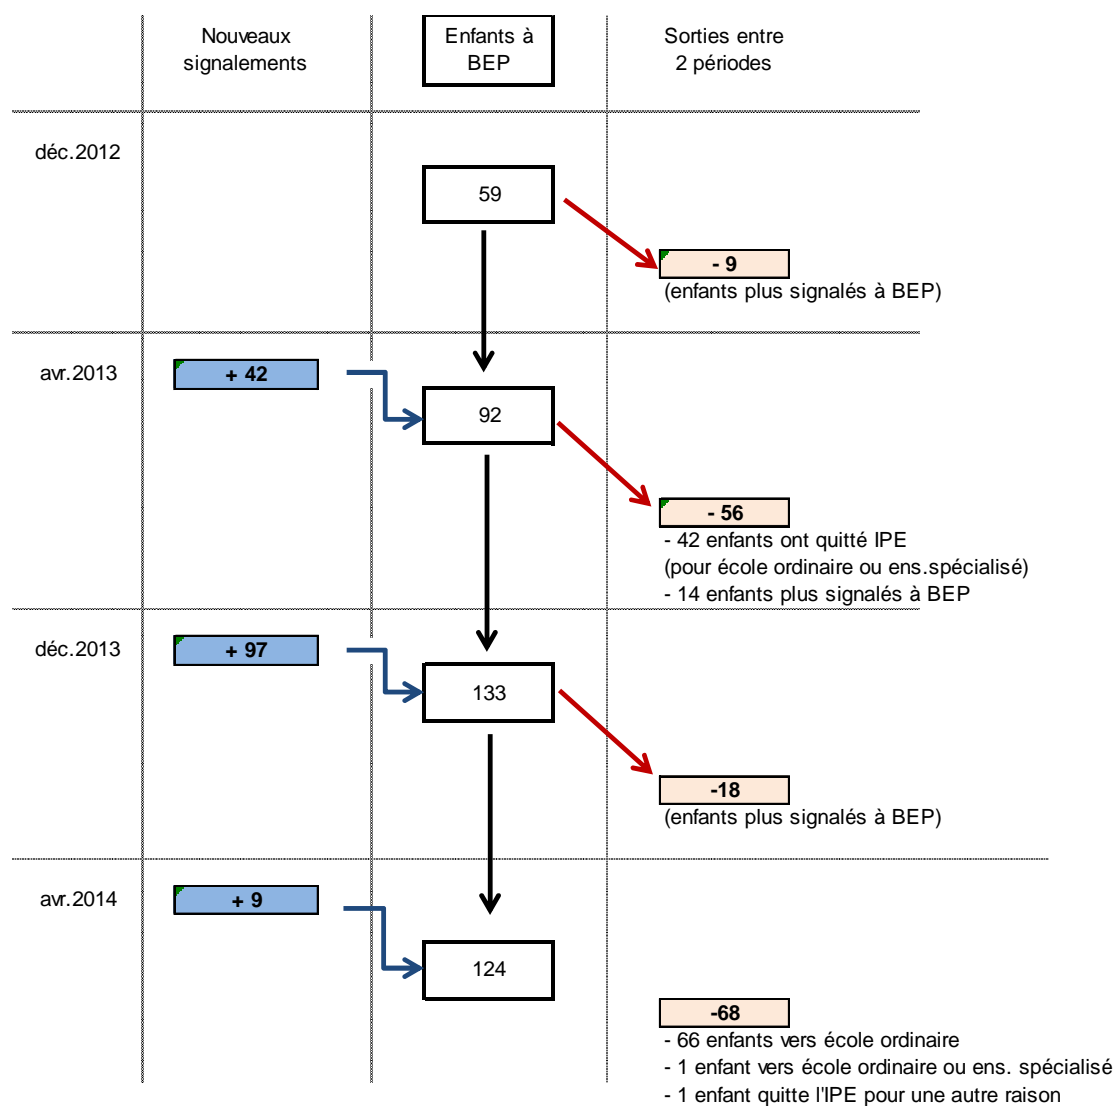 Nouveaux
signalements
Enfants à
BEP
Sorties entre
2 périodes
déc.2012
59
- 9
(enfants plus signalés à BEP)
avr.2013
+ 42
92
- 56
- 42 enfants ont quitté IPE
(pour école ordinaire ou ens.spécialisé)
- 14 enfants plus signalés à BEP
déc.2013
+ 97
133
-18
(enfants plus signalés à BEP)
avr.2014
+ 9
124
-68
- 66 enfants vers école ordinaire
- 1 enfant vers école ordinaire ou ens. spécialisé
- 1 enfant quitte l'IPE pour une autre raison